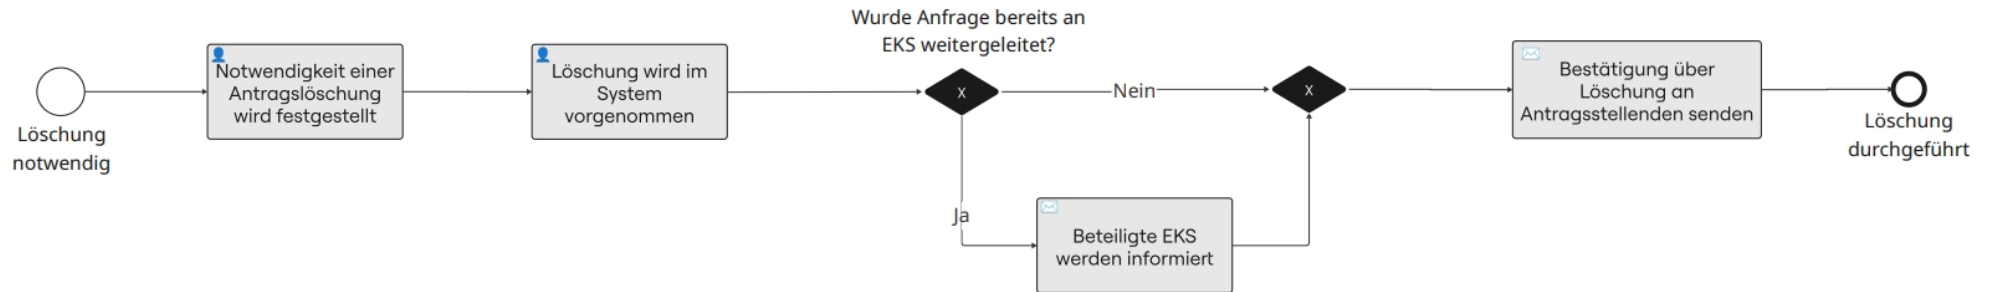 Löschung
notwendig
Notwendigkeit einer
Antragslöschung
wird festgestellt
Löschung wird im
System
vorgenommen
Wurde Anfrage bereits an
EKS weitergeleitet?
X
Nein
Ja
Beteiligte EKS
werden informiert
X
Bestätigung über
Löschung an
Antragsstellenden senden
Löschung
durchgeführt